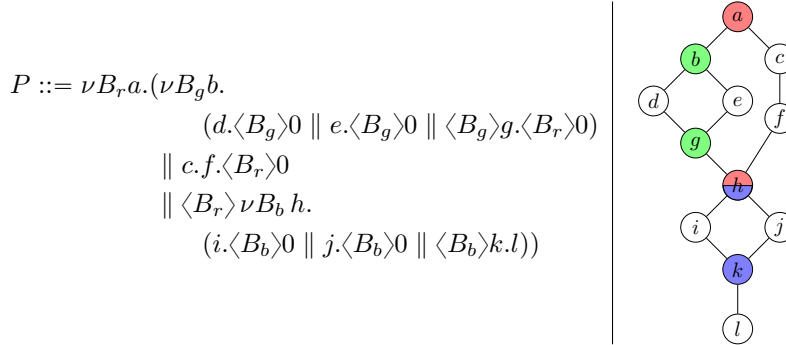 P ::= νB_r a.(νB_g b.
(d.⟨B_g⟩0 ∥ e.⟨B_g⟩0 ∥ ⟨B_g⟩g.⟨B_r⟩0)
∥ c.f.⟨B_r⟩0
∥ ⟨B_r⟩ νB_b h.
(i.⟨B_b⟩0 ∥ j.⟨B_b⟩0 ∥ ⟨B_b⟩k.l))
a
b c
d e
f
g
h
i j
k
l